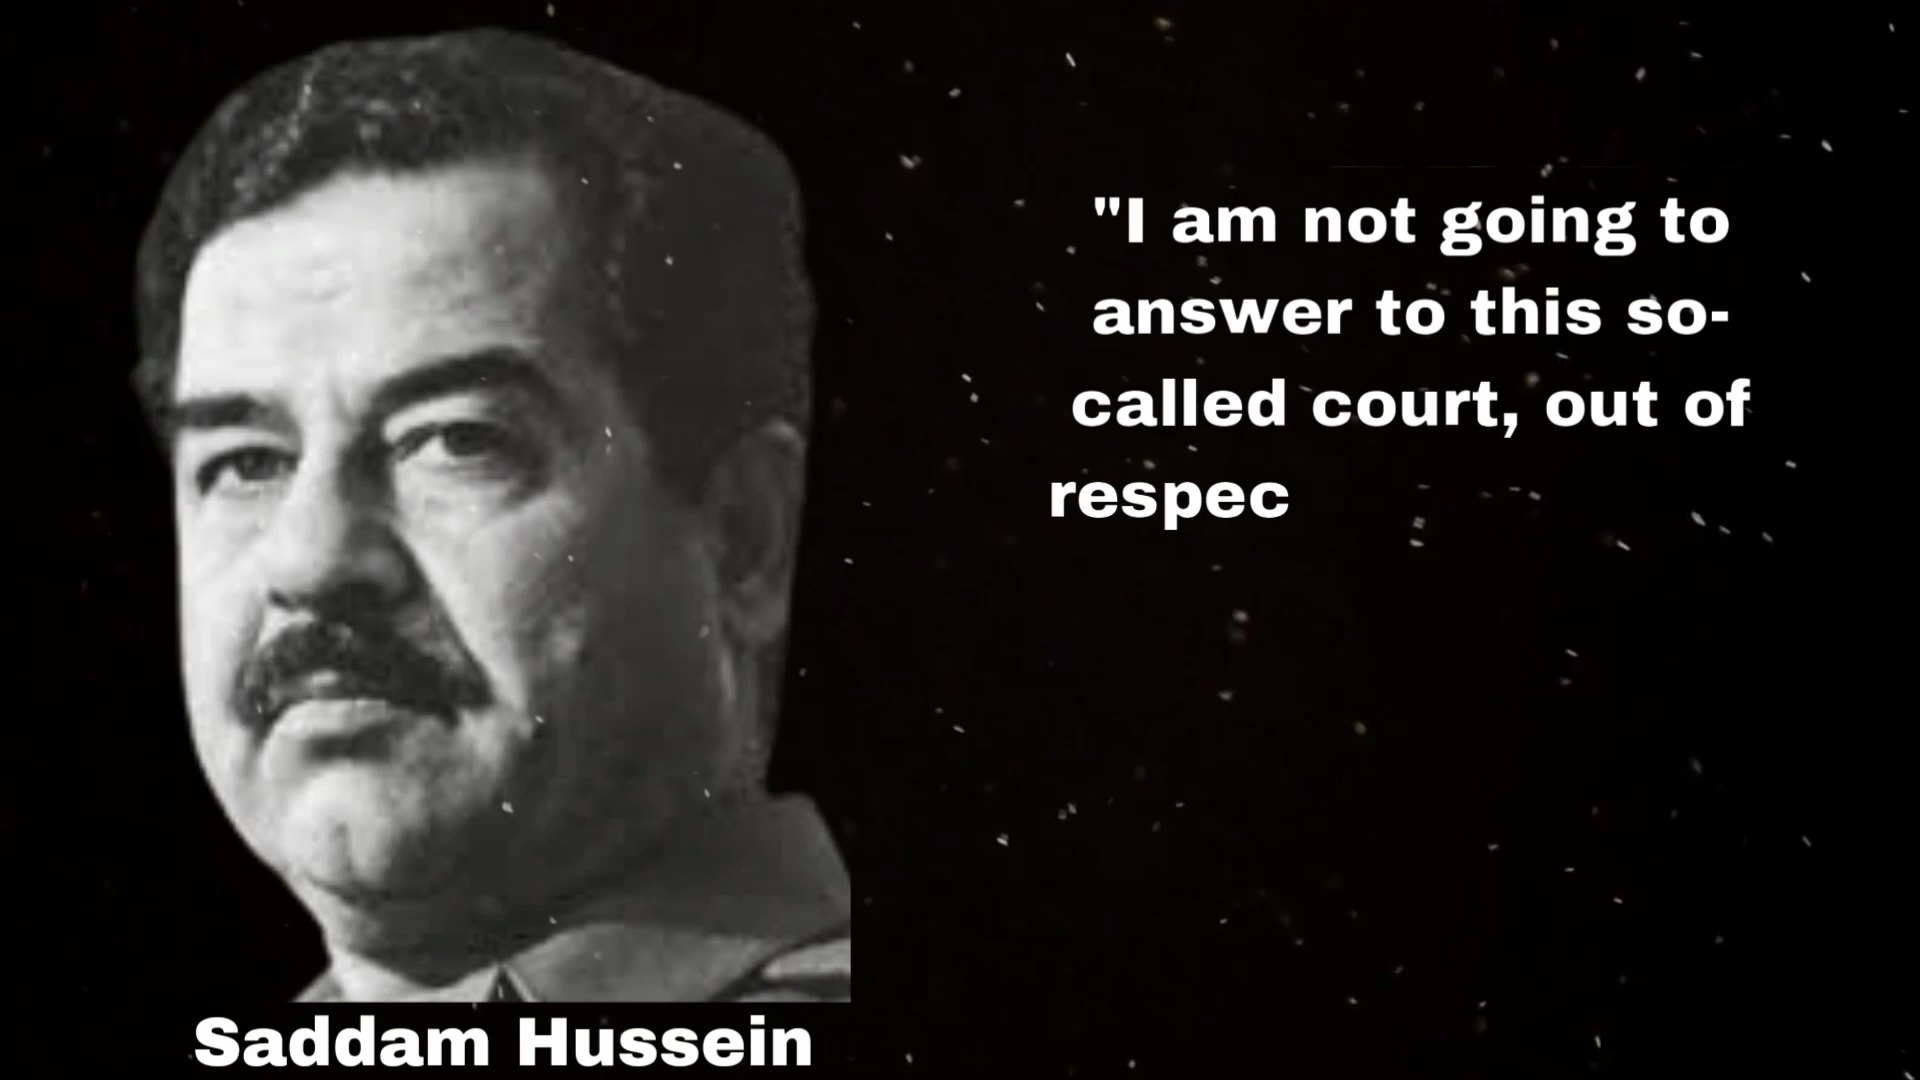 "I am not going to
answer to this so-
called court, out of
respec
Saddam Hussein